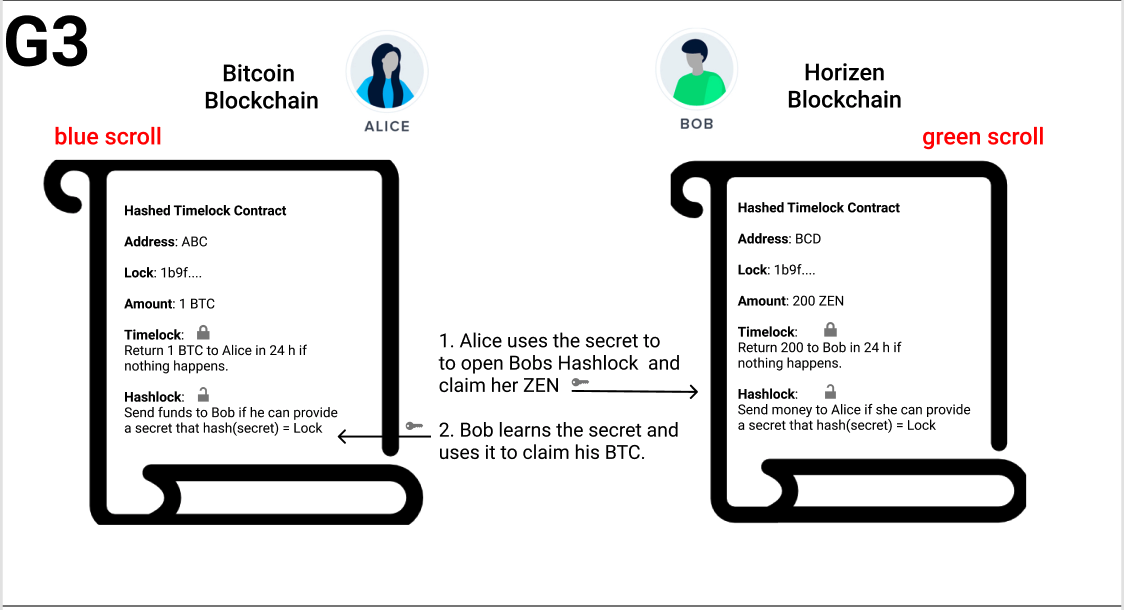 G3
Bitcoin
Blockchain
ALICE
BOB
Horizen
Blockchain
blue scroll
green scroll
Hashed Timelock Contract
Address: ABC
Lock: 1b9f....
Amount: 1 BTC
Timelock:
Return 1 BTC to Alice in 24 h if
nothing happens.
Hashlock:
Send funds to Bob if he can provide
a secret that hash(secret) = Lock
1. Alice uses the secret to
to open Bobs Hashlock and
claim her ZEN
2. Bob learns the secret and
uses it to claim his BTC.
Hashed Timelock Contract
Address: BCD
Lock: 1b9f....
Amount: 200 ZEN
Timelock:
Return 200 to Bob in 24 h if
nothing happens.
Hashlock:
Send money to Alice if she can provide
a secret that hash(secret) = Lock